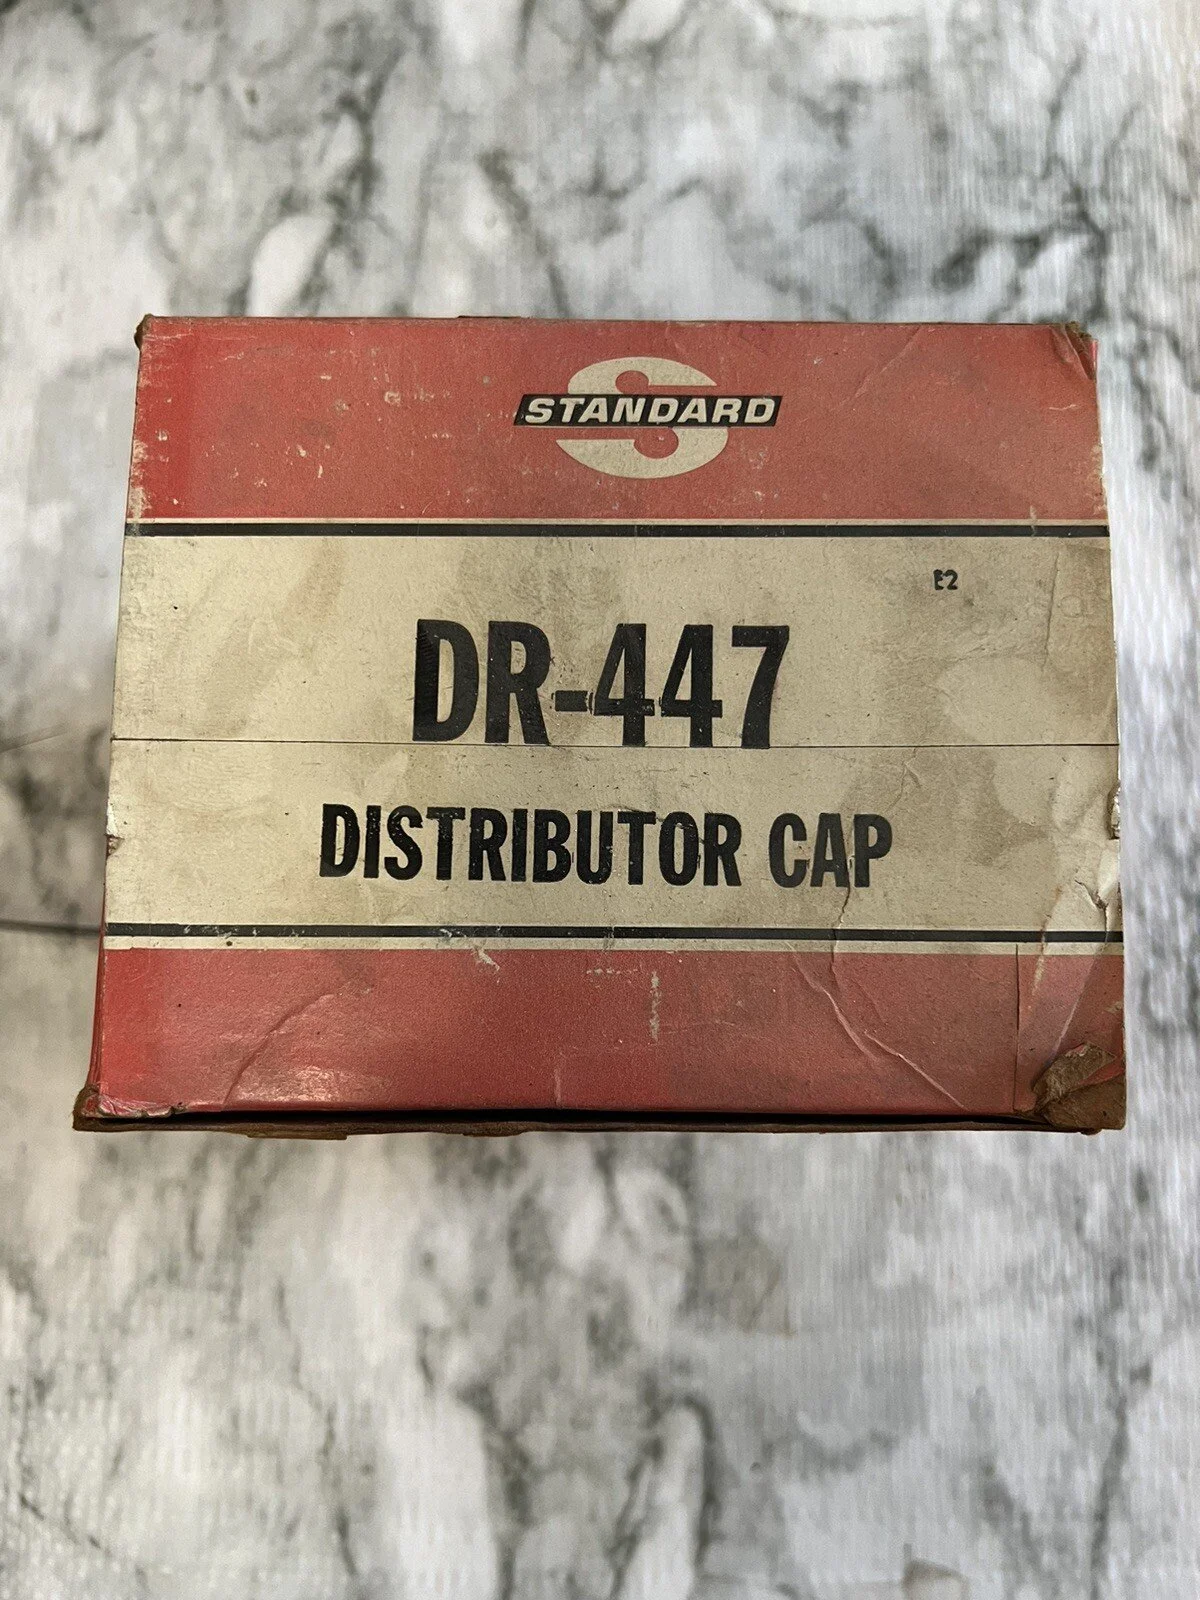 STANDARD
E2
DR-447
DISTRIBUTOR CAP